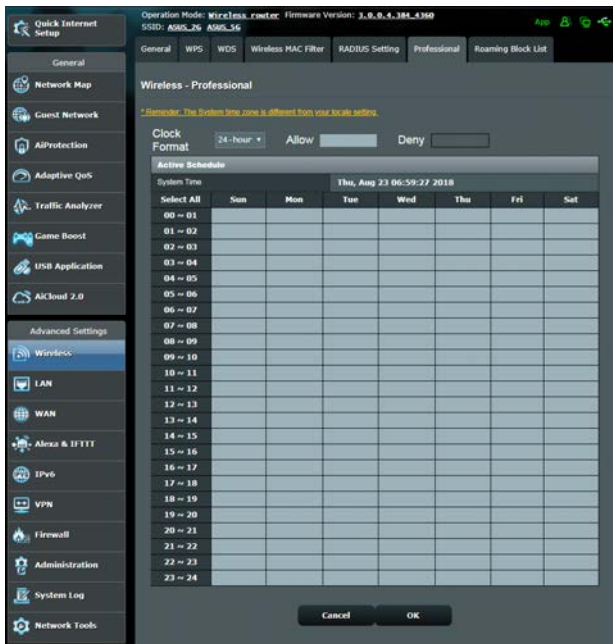 Quick Internet
Setup
General
Network Map
Guest Network
AiProtection
Adaptive QoS
Traffic Analyzer
Game Boost
USB Application
AiCloud 2.0
Advanced Settings
Wireless
LAN
WAN
Alexa & IFTTT
IPv6
VPN
Firewall
Administration
System Log
Network Tools
Operation Mode: Wireless router Firmware Version: 3.0.0.4.384_4360
SSID: ASUS_2G ASUS_5G
App
General WPS WDS Wireless MAC Filter RADIUS Setting Professional Roaming Block List
Wireless - Professional
* Reminder: The System time zone is different from your locale setting.
Clock
Format 24-hour Allow Deny
Active Schedule
System Time Thu, Aug 23 06:59:27 2018
Select All Sun Mon Tue Wed Thu Fri Sat
00 ~ 01
01 ~ 02
02 ~ 03
03 ~ 04
04 ~ 05
05 ~ 06
06 ~ 07
07 ~ 08
08 ~ 09
09 ~ 10
10 ~ 11
11 ~ 12
12 ~ 13
13 ~ 14
14 ~ 15
15 ~ 16
16 ~ 17
17 ~ 18
18 ~ 19
19 ~ 20
20 ~ 21
21 ~ 22
22 ~ 23
23 ~ 24
Cancel OK